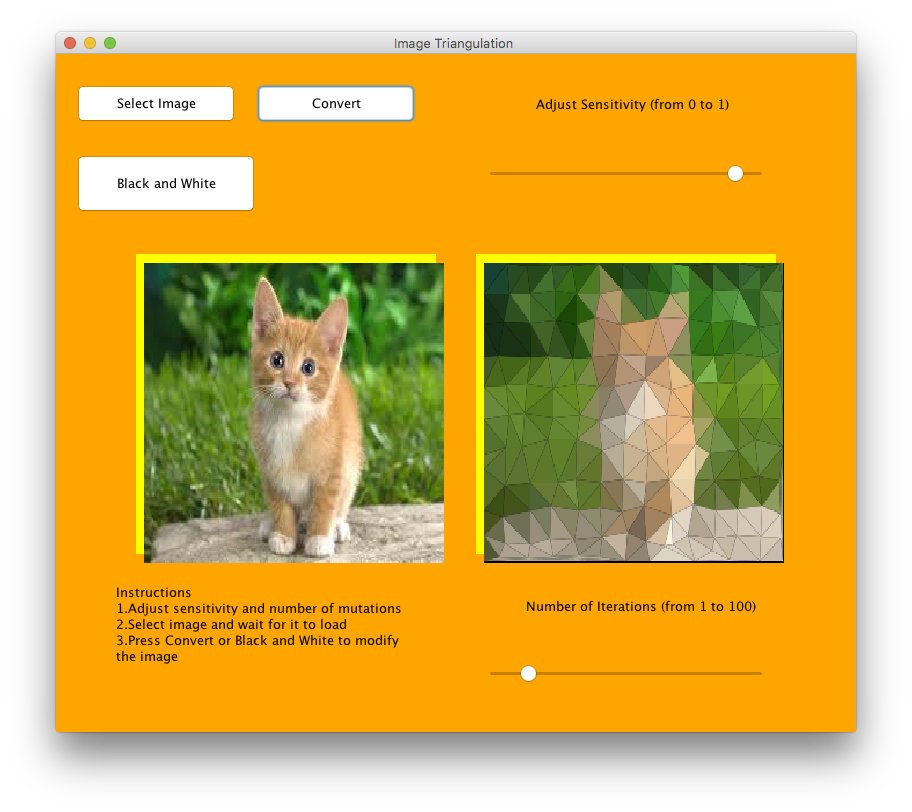 Image Triangulation
Select Image
Convert
Adjust Sensitivity (from 0 to 1)
Black and White
Instructions
1.Adjust sensitivity and number of mutations
2.Select image and wait for it to load
3.Press Convert or Black and White to modify
the image
Number of Iterations (from 1 to 100)